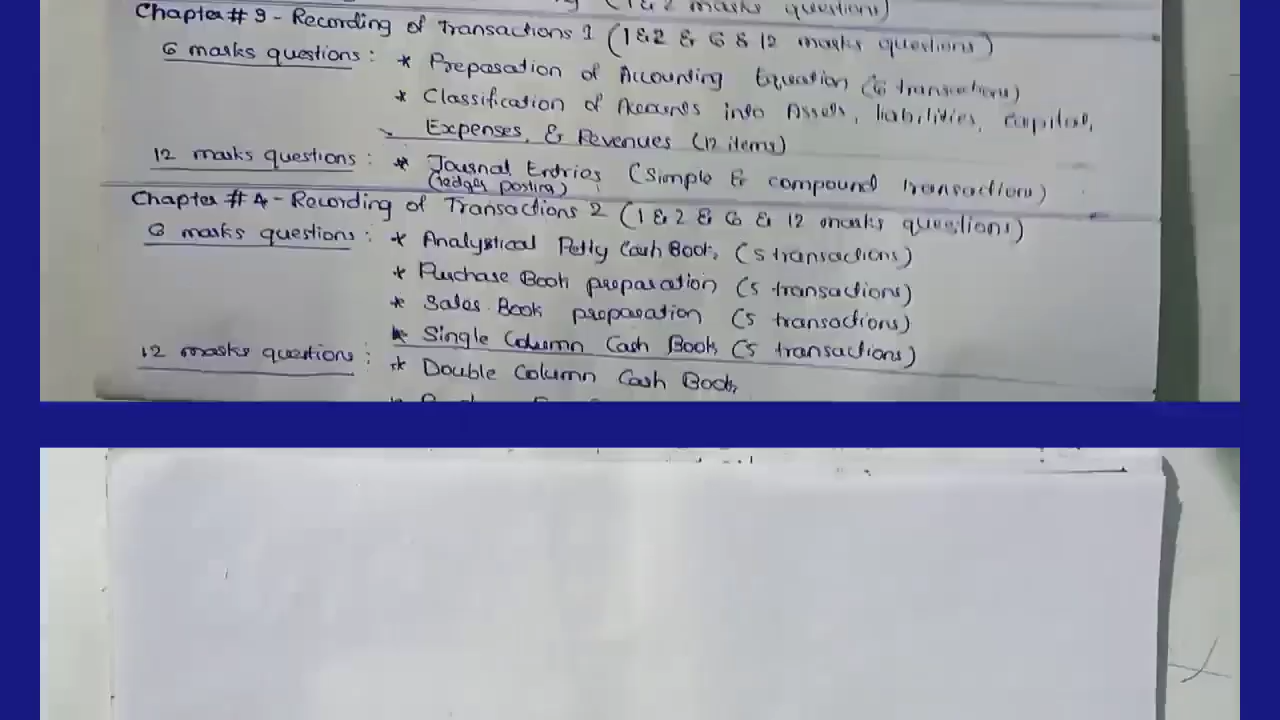 (1 & 2 marks questions)
Chapter # 3 - Recording of Transactions 1 (1 & 2 & 6 & 12 marks questions)
6 marks questions : * Preparation of Accounting Equation (6 transactions)
* Classification of Accounts into Assets, liabilities, capital,
Expenses, & Revenues (12 items)
12 marks questions : * Journal Entries (Simple & compound transactions)
(ledger posting)
Chapter # 4 - Recording of Transactions 2 (1 & 2 & 6 & 12 marks questions)
6 marks questions : * Analytical Petty Cash Book (5 transactions)
* Purchase Book preparation (5 transactions)
* Sales Book preparation (5 transactions)
* Single Column Cash Book (5 transactions)
12 marks questions : * Double Column Cash Book